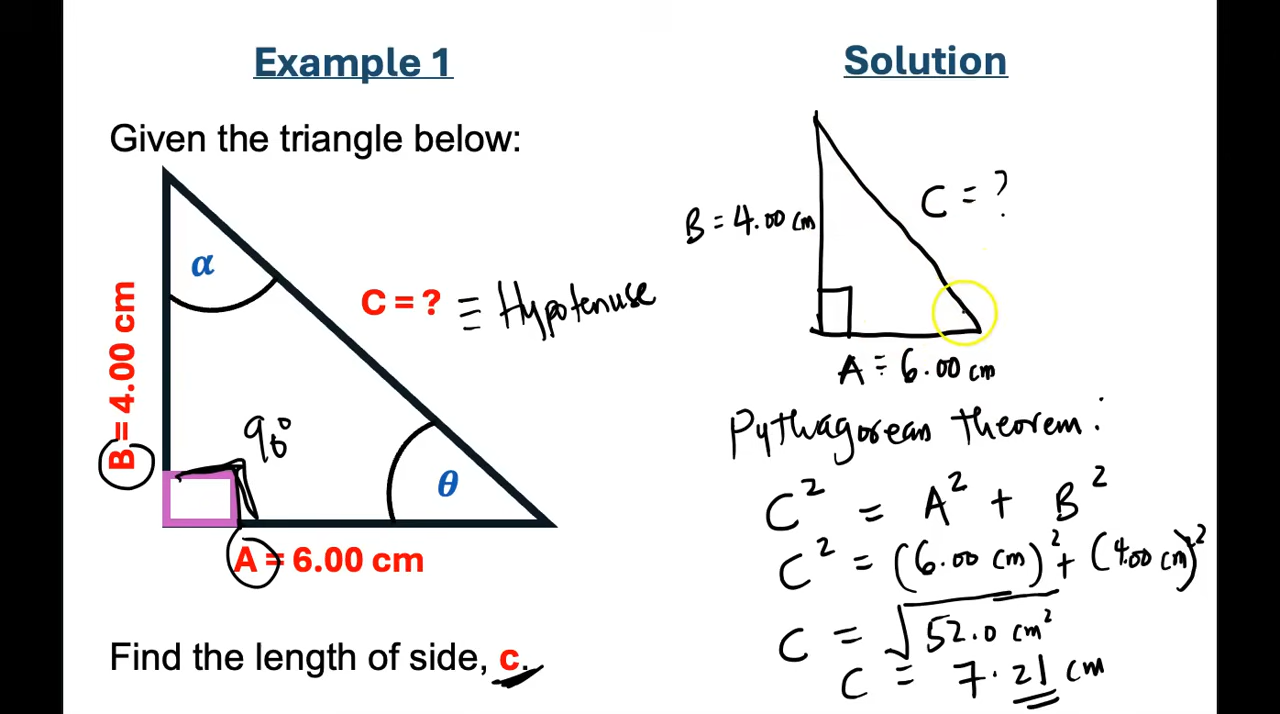 Example 1
Given the triangle below:
α
B = 4.00 cm
C = ? ≡ Hypotenuse
90°
θ
A = 6.00 cm
Find the length of side, c.
Solution
B = 4.00 cm
C = ?
A = 6.00 cm
Pythagorean theorem:
C² = A² + B²
C² = (6.00 cm)² + (4.00 cm)²
C = √52.0 cm²
C = 7.21 cm